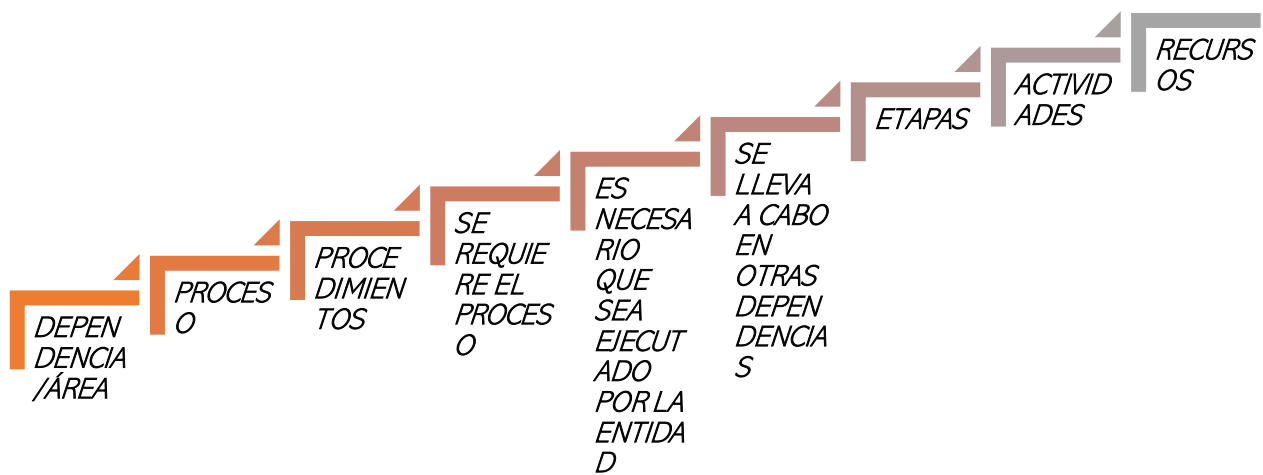 DEPEN
DENCIA
/ÁREA
PROCES
O
PROCE
DIMIEN
TOS
SE
REQUIE
RE EL
PROCES
O
ES
NECESA
RIO
QUE
SEA
EJECUT
ADO
POR LA
ENTIDA
D
SE
LLEVA
A CABO
EN
OTRAS
DEPEN
DENCIA
S
ETAPAS
ACTIVID
ADES
RECURS
OS